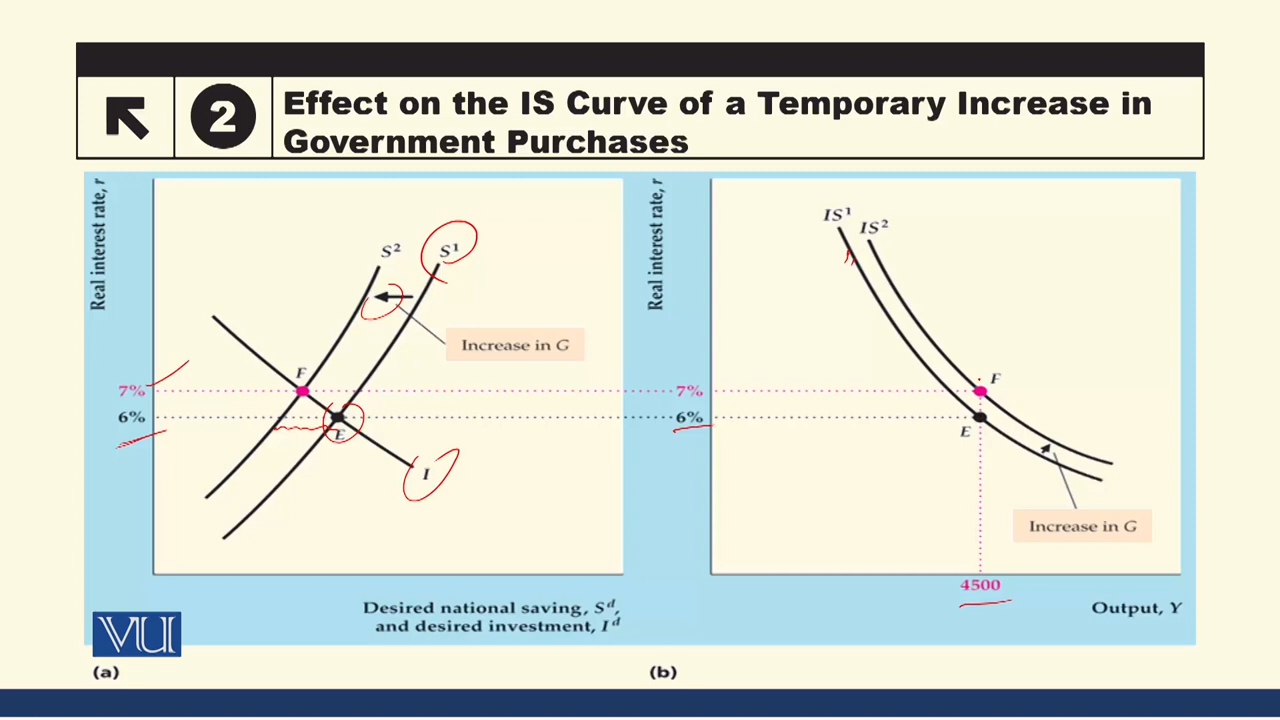 2
Effect on the IS Curve of a Temporary Increase in
Government Purchases
Real interest rate, r
S²
S¹
Increase in G
F
7%
6%
E
I
Desired national saving, Sᵈ,
and desired investment, Iᵈ
(a)
Real interest rate, r
IS¹
IS²
7%
6%
F
E
Increase in G
4500
Output, Y
(b)
VU